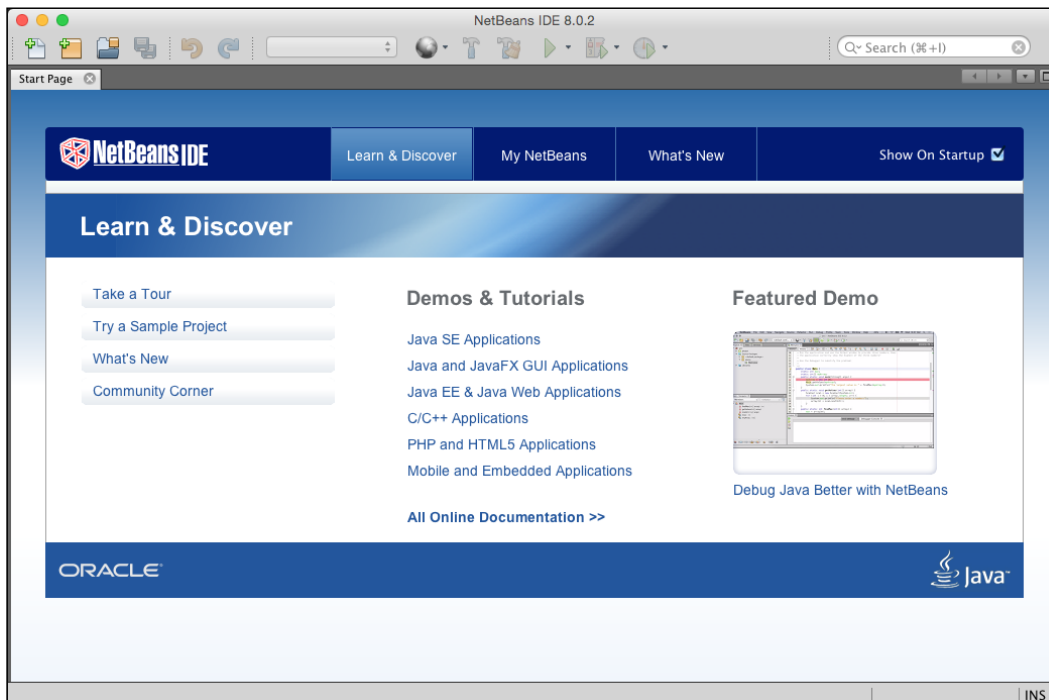 NetBeans IDE 8.0.2
Search (⌘+I)
Start Page
NetBeans IDE
Learn & Discover
My NetBeans
What's New
Show On Startup
Learn & Discover
Take a Tour
Try a Sample Project
What's New
Community Corner
Demos & Tutorials
Java SE Applications
Java and JavaFX GUI Applications
Java EE & Java Web Applications
C/C++ Applications
PHP and HTML5 Applications
Mobile and Embedded Applications
All Online Documentation >>
Featured Demo
Debug Java Better with NetBeans
ORACLE
Java
INS